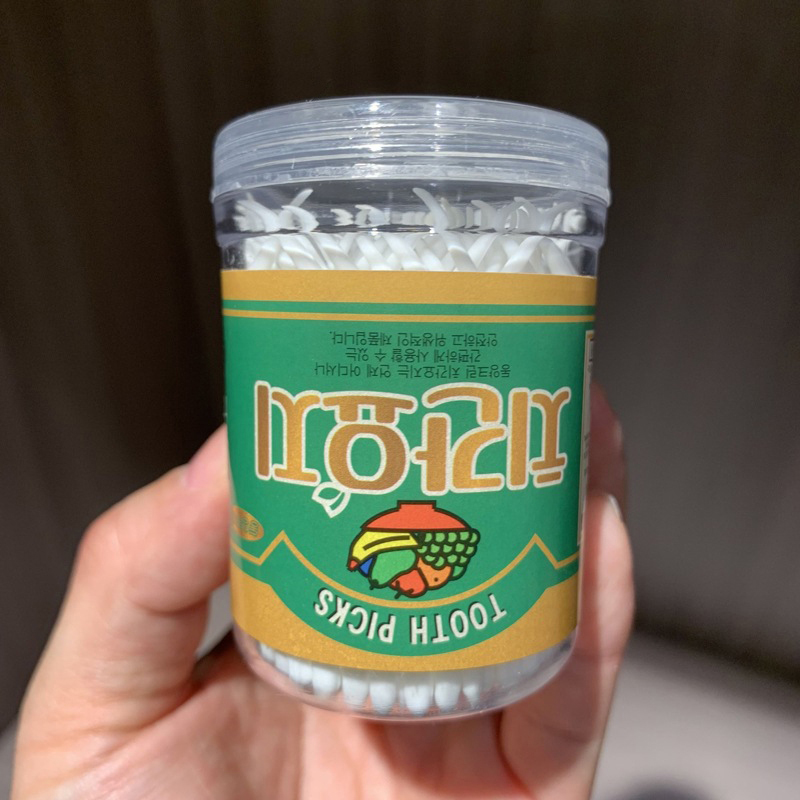 TOOTH PICKS
치간요지
동양크린 치간요지는 언제 어디서나
간편하게 사용할 수 있는
안전하고 위생적인 제품입니다.